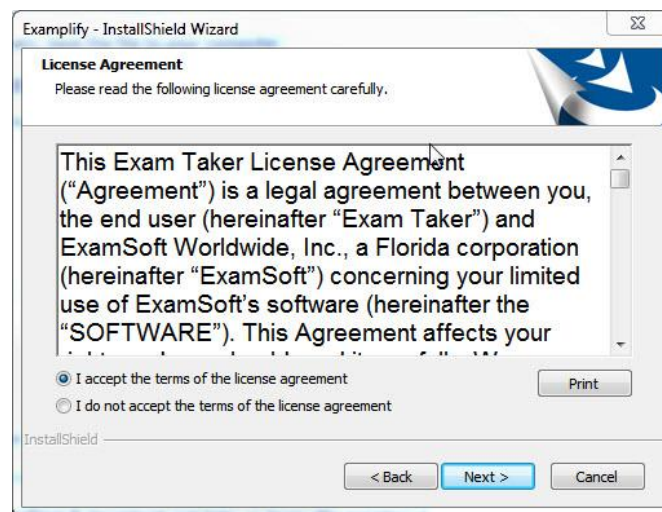 Examplify - InstallShield Wizard
License Agreement
Please read the following license agreement carefully.
This Exam Taker License Agreement
(“Agreement”) is a legal agreement between you,
the end user (hereinafter “Exam Taker”) and
ExamSoft Worldwide, Inc., a Florida corporation
(hereinafter “ExamSoft”) concerning your limited
use of ExamSoft’s software (hereinafter the
“SOFTWARE”). This Agreement affects your
I accept the terms of the license agreement
Print
I do not accept the terms of the license agreement
InstallShield
< Back
Next >
Cancel